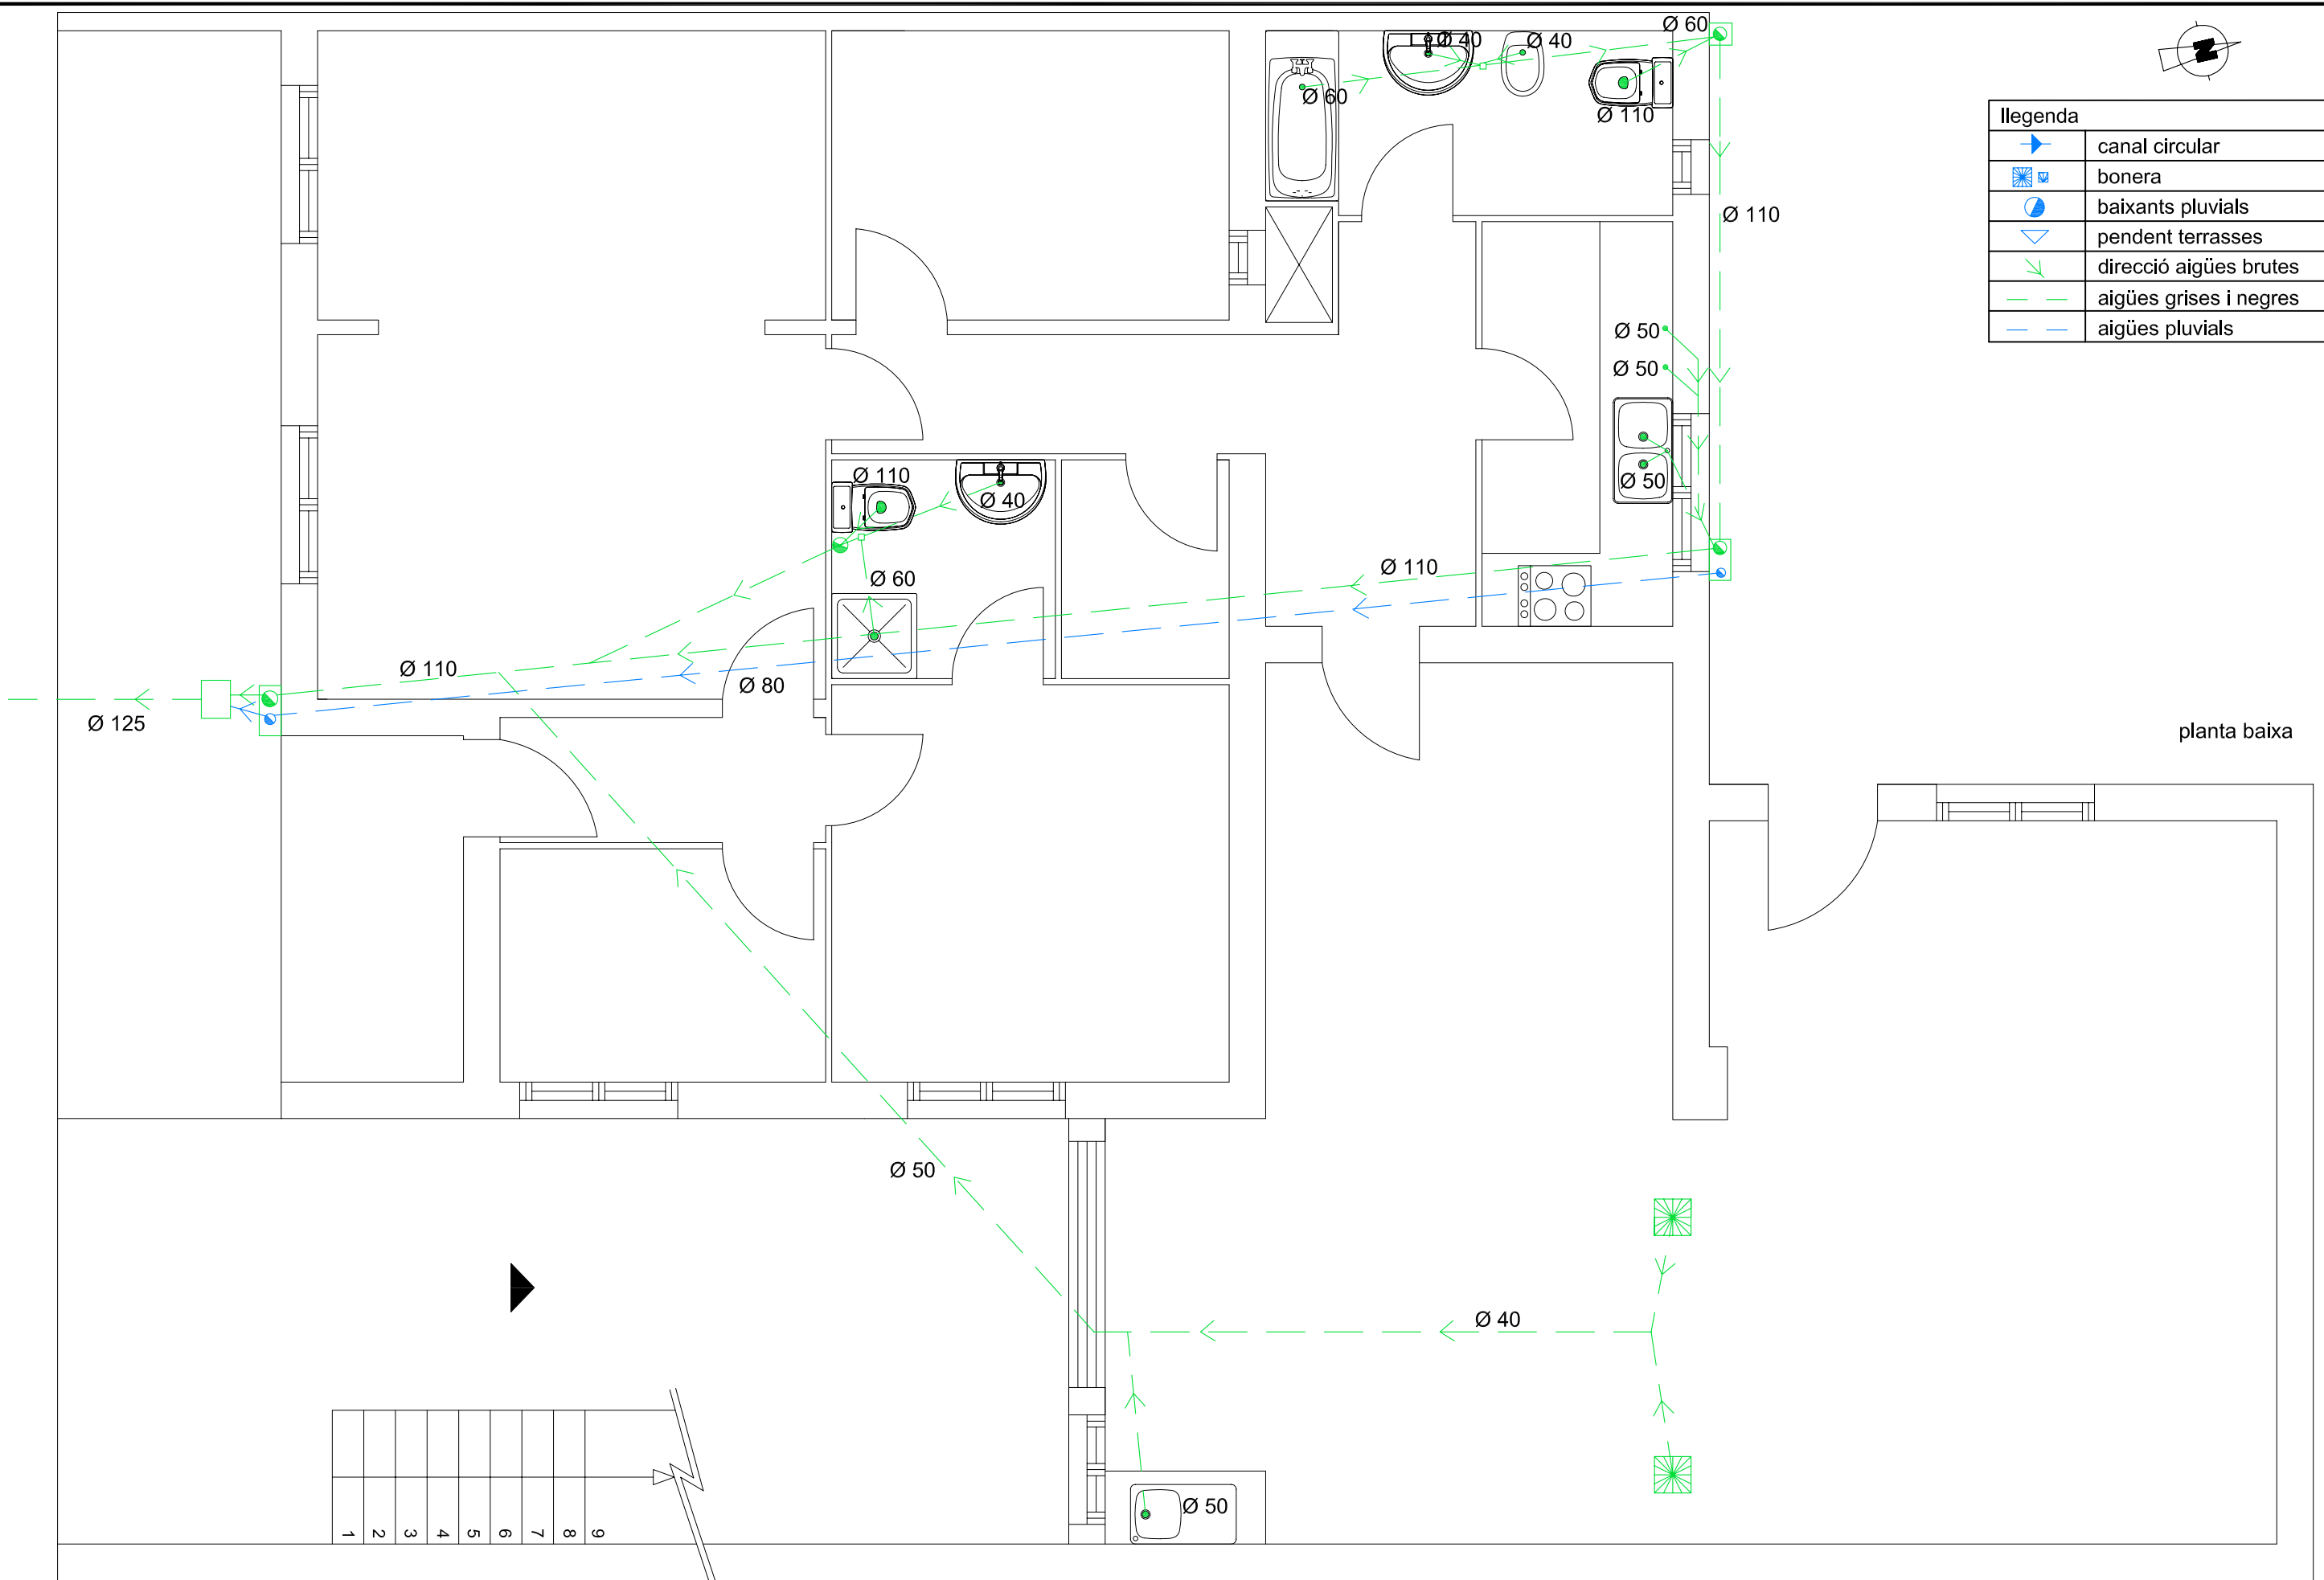 Ø 60
Ø 40
Ø 40
Ø 60
Ø 110
N
llegenda
canal circular
bonera
baixants pluvials
pendent terrasses
direcció aigües brutes
aigües grises i negres
aigües pluvials
Ø 110
Ø 50
Ø 50
Ø 50
Ø 110
Ø 40
Ø 60
Ø 110
Ø 110
Ø 80
Ø 125
planta baixa
Ø 50
Ø 40
Ø 50
1 2 3 4 5 6 7 8 9